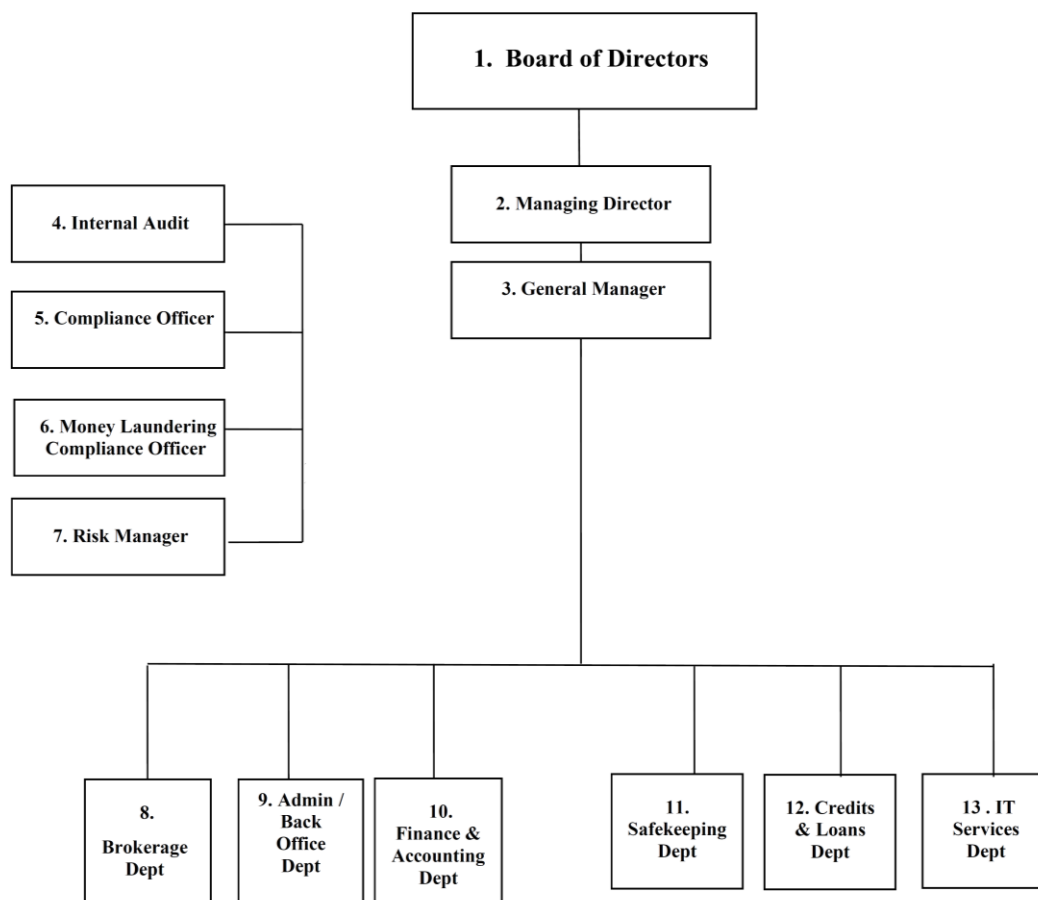 1. Board of Directors
2. Managing Director
3. General Manager
4. Internal Audit
5. Compliance Officer
6. Money Laundering
Compliance Officer
7. Risk Manager
8.
Brokerage
Dept
9. Admin /
Back
Office
Dept
10.
Finance &
Accounting
Dept
11.
Safekeeping
Dept
12. Credits
& Loans
Dept
13 . IT
Services
Dept